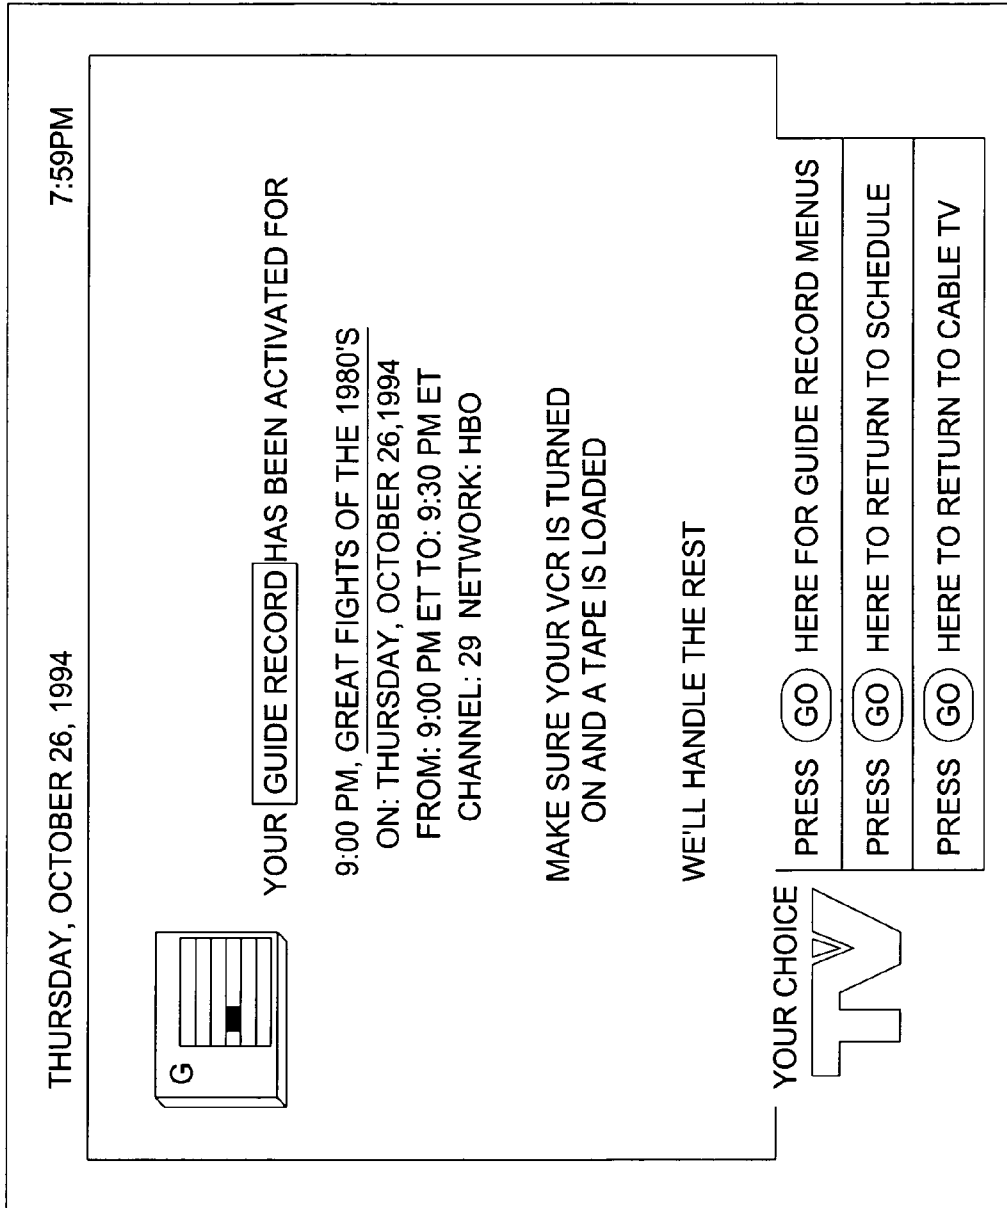 THURSDAY, OCTOBER 26, 1994 7:59PM
G
YOUR GUIDE RECORD HAS BEEN ACTIVATED FOR
9:00 PM, GREAT FIGHTS OF THE 1980'S
ON: THURSDAY, OCTOBER 26,1994
FROM: 9:00 PM ET TO: 9:30 PM ET
CHANNEL: 29 NETWORK: HBO
MAKE SURE YOUR VCR IS TURNED
ON AND A TAPE IS LOADED
WE'LL HANDLE THE REST
YOUR CHOICE
TV
PRESS GO HERE FOR GUIDE RECORD MENUS
PRESS GO HERE TO RETURN TO SCHEDULE
PRESS GO HERE TO RETURN TO CABLE TV